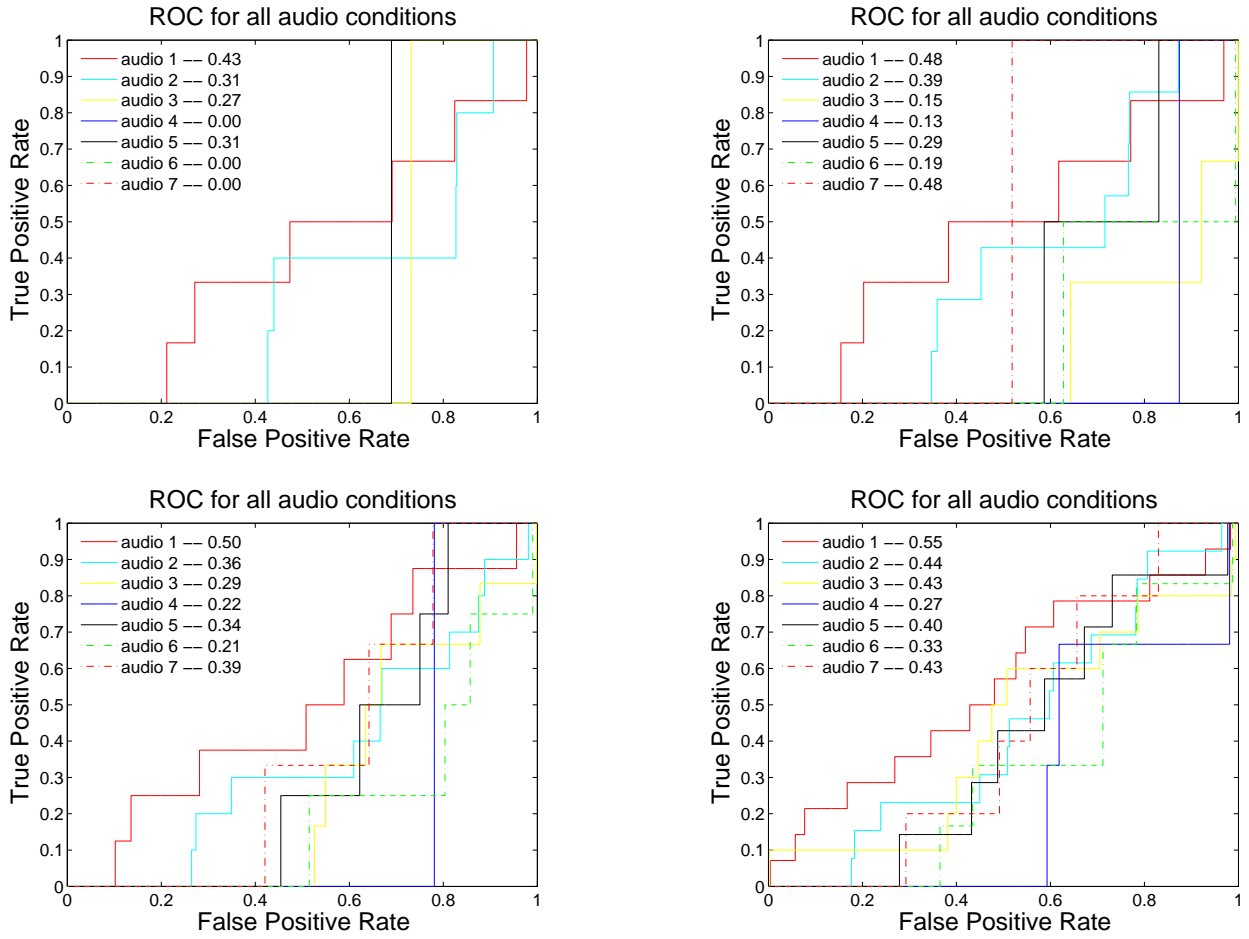 ROC for all audio conditions
1
0.9
0.8
0.7
0.6
0.5
0.4
0.3
0.2
0.1
0
True Positive Rate
audio 1 −− 0.43
audio 2 −− 0.31
audio 3 −− 0.27
audio 4 −− 0.00
audio 5 −− 0.31
audio 6 −− 0.00
audio 7 −− 0.00
0 0.2 0.4 0.6 0.8 1
False Positive Rate
ROC for all audio conditions
1
0.9
0.8
0.7
0.6
0.5
0.4
0.3
0.2
0.1
0
True Positive Rate
audio 1 −− 0.48
audio 2 −− 0.39
audio 3 −− 0.15
audio 4 −− 0.13
audio 5 −− 0.29
audio 6 −− 0.19
audio 7 −− 0.48
0 0.2 0.4 0.6 0.8 1
False Positive Rate
ROC for all audio conditions
1
0.9
0.8
0.7
0.6
0.5
0.4
0.3
0.2
0.1
0
True Positive Rate
audio 1 −− 0.50
audio 2 −− 0.36
audio 3 −− 0.29
audio 4 −− 0.22
audio 5 −− 0.34
audio 6 −− 0.21
audio 7 −− 0.39
0 0.2 0.4 0.6 0.8 1
False Positive Rate
ROC for all audio conditions
1
0.9
0.8
0.7
0.6
0.5
0.4
0.3
0.2
0.1
0
True Positive Rate
audio 1 −− 0.55
audio 2 −− 0.44
audio 3 −− 0.43
audio 4 −− 0.27
audio 5 −− 0.40
audio 6 −− 0.33
audio 7 −− 0.43
0 0.2 0.4 0.6 0.8 1
False Positive Rate